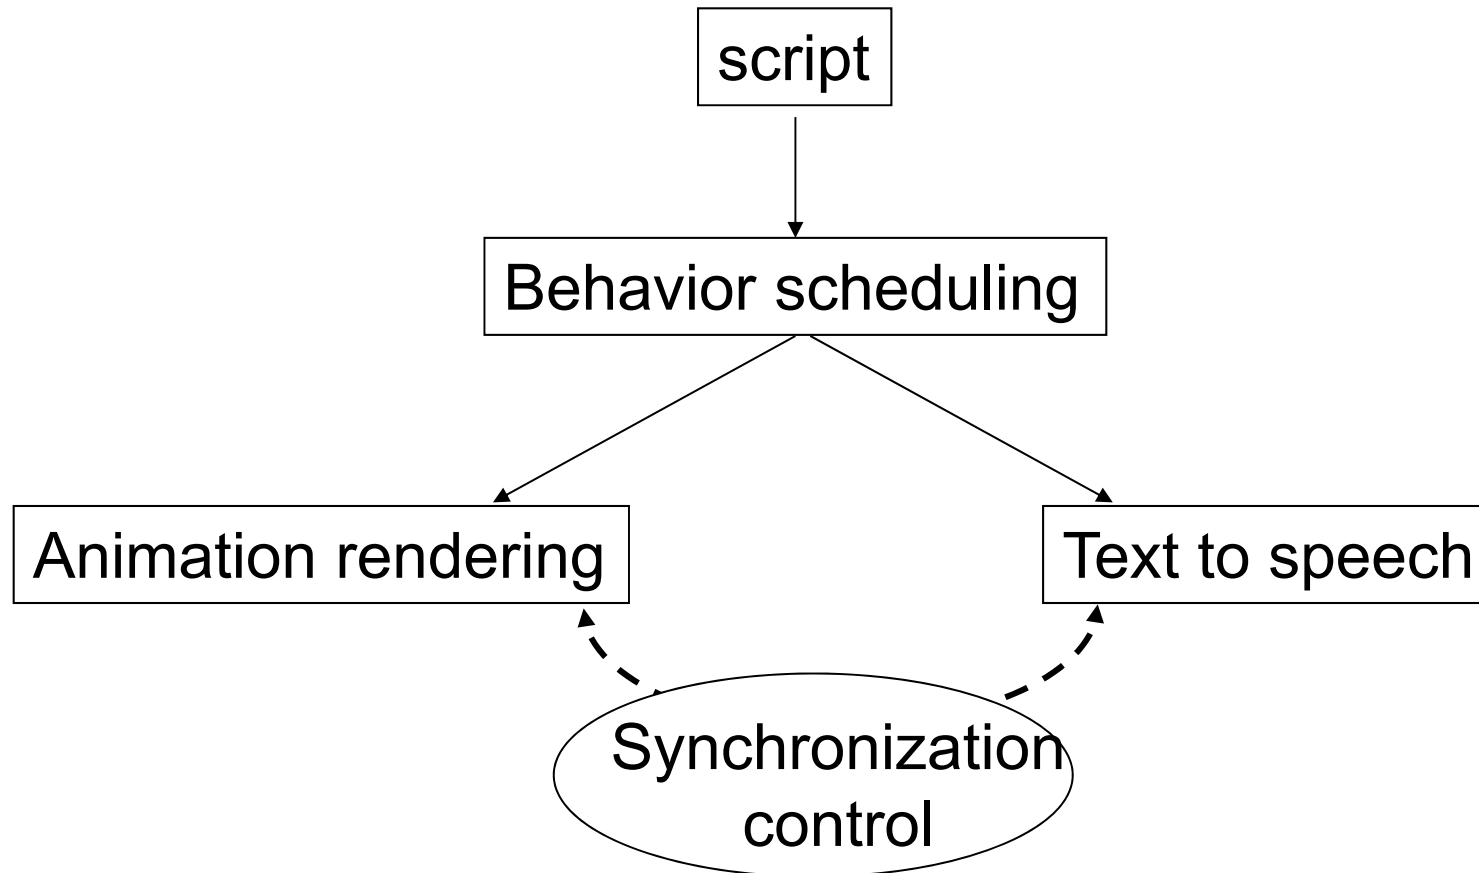 script
Behavior scheduling
Animation rendering
Text to speech
Synchronization
control